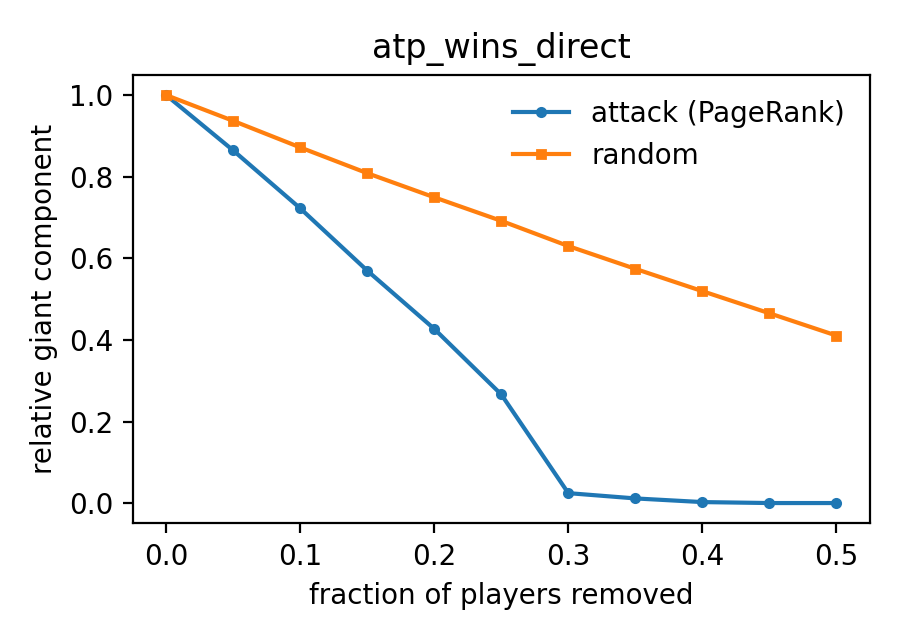 atp_wins_direct
attack (PageRank)
random
relative giant component
1.0
0.8
0.6
0.4
0.2
0.0
0.0 0.1 0.2 0.3 0.4 0.5
fraction of players removed